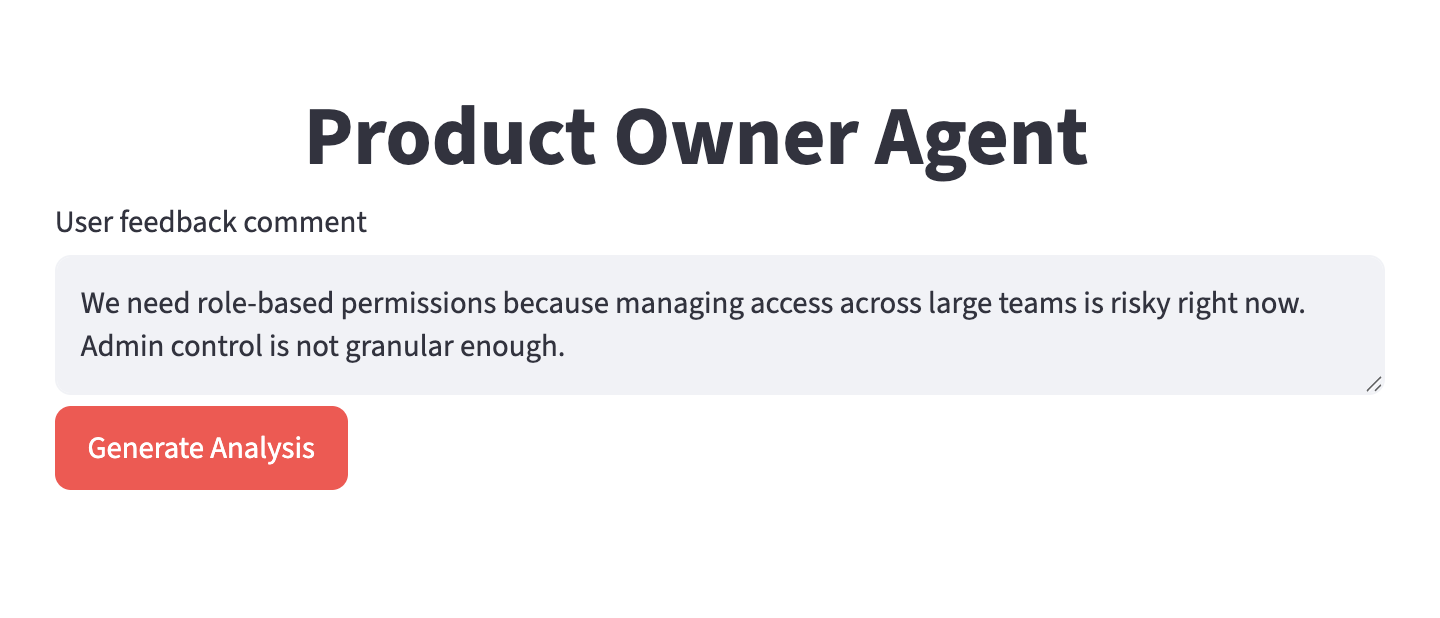 Product Owner Agent
User feedback comment
We need role-based permissions because managing access across large teams is risky right now.
Admin control is not granular enough.
Generate Analysis